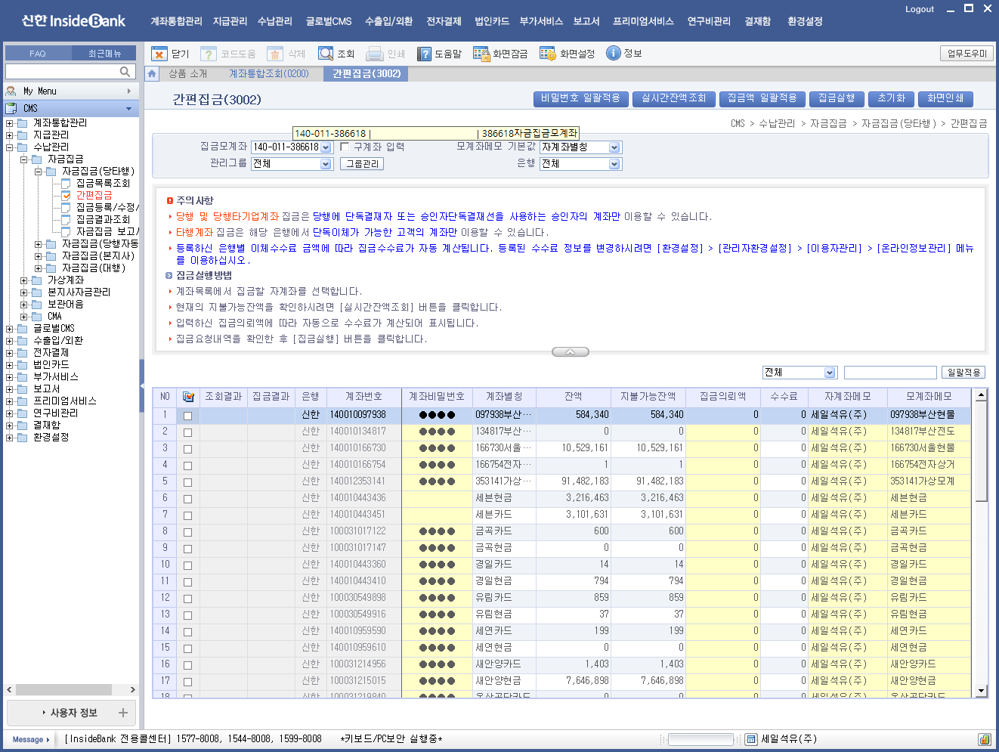 Logout
신한 InsideBank
계좌통합관리 지급관리 수납관리 글로벌CMS 수출입/외환 전자결제 법인카드 부가서비스 보고서 프리미엄서비스 연구비관리 결재함 환경설정
FAQ 최근메뉴
닫기 코드도움 삭제 조회 인쇄 도움말 화면잠금 화면설정 정보 업무도우미
상품 소개 계좌통합조회(0200) 간편집금(3002)
간편집금(3002)
비밀번호 일괄적용 실시간잔액조회 집금액 일괄적용 집금실행 초기화 화면인쇄
CMS > 수납관리 > 자금집금 > 자금집금(당타행) > 간편집금
My Menu
CMS
계좌통합관리
지급관리
수납관리
자금집금
자금집금(당타행)
집금목록조회
간편집금
집금등록/수정/
집금결과조회
자금집금 보고서
자금집금(당행자동
자금집금(본지사)
자금집금(대행)
가상계좌
본지사자금관리
보관어음
CMA
글로벌CMS
수출입/외환
전자결제
법인카드
부가서비스
보고서
프리미엄서비스
연구비관리
결재함
환경설정
사용자 정보
140-011-386618 | | 386618자금집금모계좌
집금모계좌 140-011-386618 구계좌 입력 모계좌메모 기본값 자계좌별칭
관리그룹 전체 그룹관리 은행 전체
주의사항
당행 및 당행타기업계좌 집금은 당행에 단독결재자 또는 승인자단독결재선을 사용하는 승인자의 계좌만 이용할 수 있습니다.
타행계좌 집금은 해당 은행에서 단독이체가 가능한 고객의 계좌만 이용할 수 있습니다.
등록하신 은행별 이체수수료 금액에 따라 집금수수료가 자동 계산됩니다. 등록된 수수료 정보를 변경하시려면 [환경설정] > [관리자환경설정] > [이용자관리] > [온라인정보관리] 메뉴
를 이용하십시오.
집금실행방법
계좌목록에서 집금할 자계좌를 선택합니다.
현재의 지불가능잔액을 확인하시려면 [실시간잔액조회] 버튼을 클릭합니다.
입력하신 집금의뢰액에 따라 자동으로 수수료가 계산되어 표시됩니다.
집금요청내역을 확인한 후 [집금실행] 버튼을 클릭합니다.
전체 일괄적용
NO 조회결과 집금결과 은행 계좌번호 계좌비밀번호 계좌별칭 잔액 지불가능잔액 집금의뢰액 수수료 자계좌메모 모계좌메모
1 신한 140010097938 ●●●● 097938부산… 584,340 584,340 0 0 세일석유(주) 097938부산현물
2 신한 140010134817 ●●●● 134817부산… 0 0 0 0 세일석유(주) 134817부산전도
3 신한 140010166730 ●●●● 166730서울… 10,529,161 10,529,161 0 0 세일석유(주) 166730서울현물
4 신한 140010166754 ●●●● 166754전자… 1 1 0 0 세일석유(주) 166754전자상거
5 신한 140012353141 ●●●● 353141가상… 91,482,183 91,482,183 0 0 세일석유(주) 353141가상모계
6 신한 140010443436 세븐현금 3,216,463 3,216,463 0 0 세일석유(주) 세븐현금
7 신한 140010443451 세븐카드 3,101,631 3,101,631 0 0 세일석유(주) 세븐카드
8 신한 100031017122 ●●●● 금곡카드 600 600 0 0 세일석유(주) 금곡카드
9 신한 100031017147 ●●●● 금곡현금 0 0 0 0 세일석유(주) 금곡현금
10 신한 140010443360 ●●●● 경일카드 14 14 0 0 세일석유(주) 경일카드
11 신한 140010443410 ●●●● 경일현금 794 794 0 0 세일석유(주) 경일현금
12 신한 100030549898 ●●●● 유림카드 859 859 0 0 세일석유(주) 유림카드
13 신한 100030549916 ●●●● 유림현금 37 37 0 0 세일석유(주) 유림현금
14 신한 140010959590 ●●●● 세연카드 199 199 0 0 세일석유(주) 세연카드
15 신한 140010959610 ●●●● 세연현금 0 0 0 0 세일석유(주) 세연현금
16 신한 100031214956 ●●●● 새안양카드 1,403 1,403 0 0 세일석유(주) 새안양카드
17 신한 100031215015 ●●●● 새안양현금 7,646,898 7,646,898 0 0 세일석유(주) 새안양현금
18 신한 100031219840 ●●●● 0 0 0 0 세일석유(주)
Message [InsideBank 전용콜센터] 1577-8008, 1544-8008, 1599-8008 *키보드/PC보안 실행중* 세일석유(주)